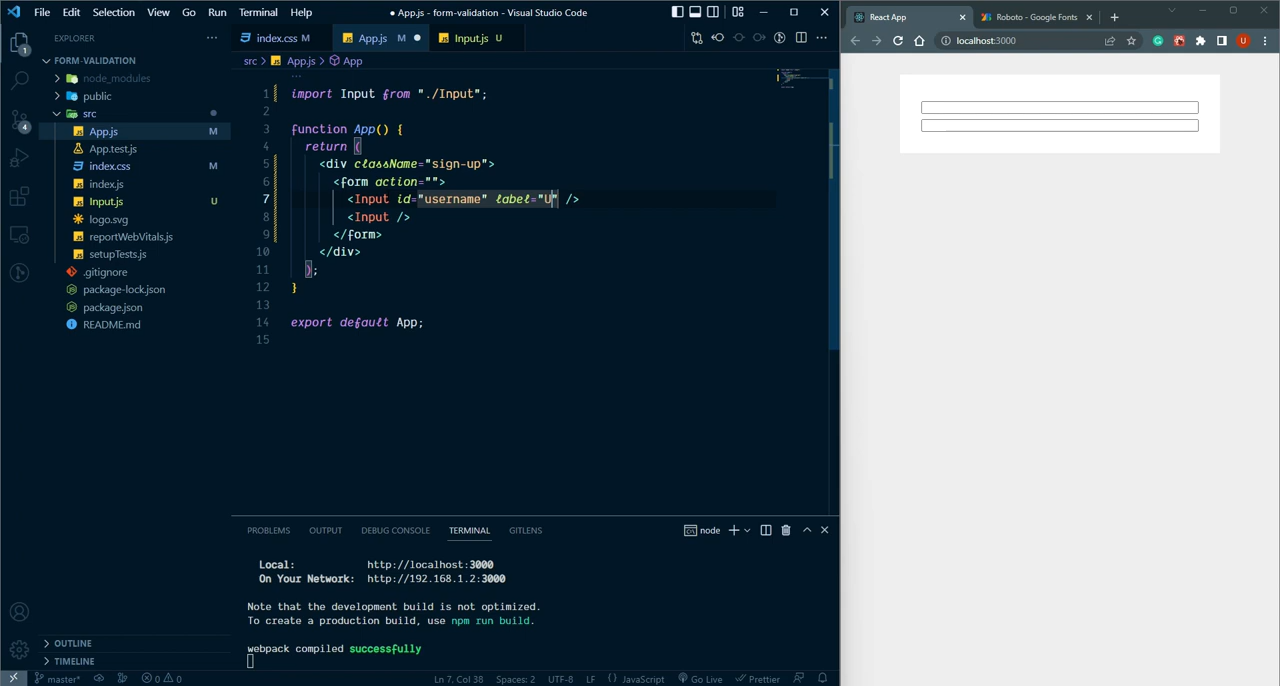 File Edit Selection View Go Run Terminal Help
● App.js - form-validation - Visual Studio Code
React App
Roboto - Google Fonts
localhost:3000
U
EXPLORER
FORM-VALIDATION
node_modules
public
src
App.js M
App.test.js
index.css M
index.js
Input.js U
logo.svg
reportWebVitals.js
setupTests.js
.gitignore
package-lock.json
package.json
README.md
OUTLINE
TIMELINE
1
4
index.css M
App.js M
Input.js U
src > App.js > App
1 import Input from "./Input";
2
3 function App() {
4 return (
5 <div className="sign-up">
6 <form action="">
7 <Input id="username" label="U" />
8 <Input />
9 </form>
10 </div>
11 );
12 }
13
14 export default App;
15
PROBLEMS OUTPUT DEBUG CONSOLE TERMINAL GITLENS
node
Local: http://localhost:3000
On Your Network: http://192.168.1.2:3000
Note that the development build is not optimized.
To create a production build, use npm run build.
webpack compiled successfully
master* 0 0 Ln 7, Col 38 Spaces: 2 UTF-8 LF {} JavaScript Go Live Prettier